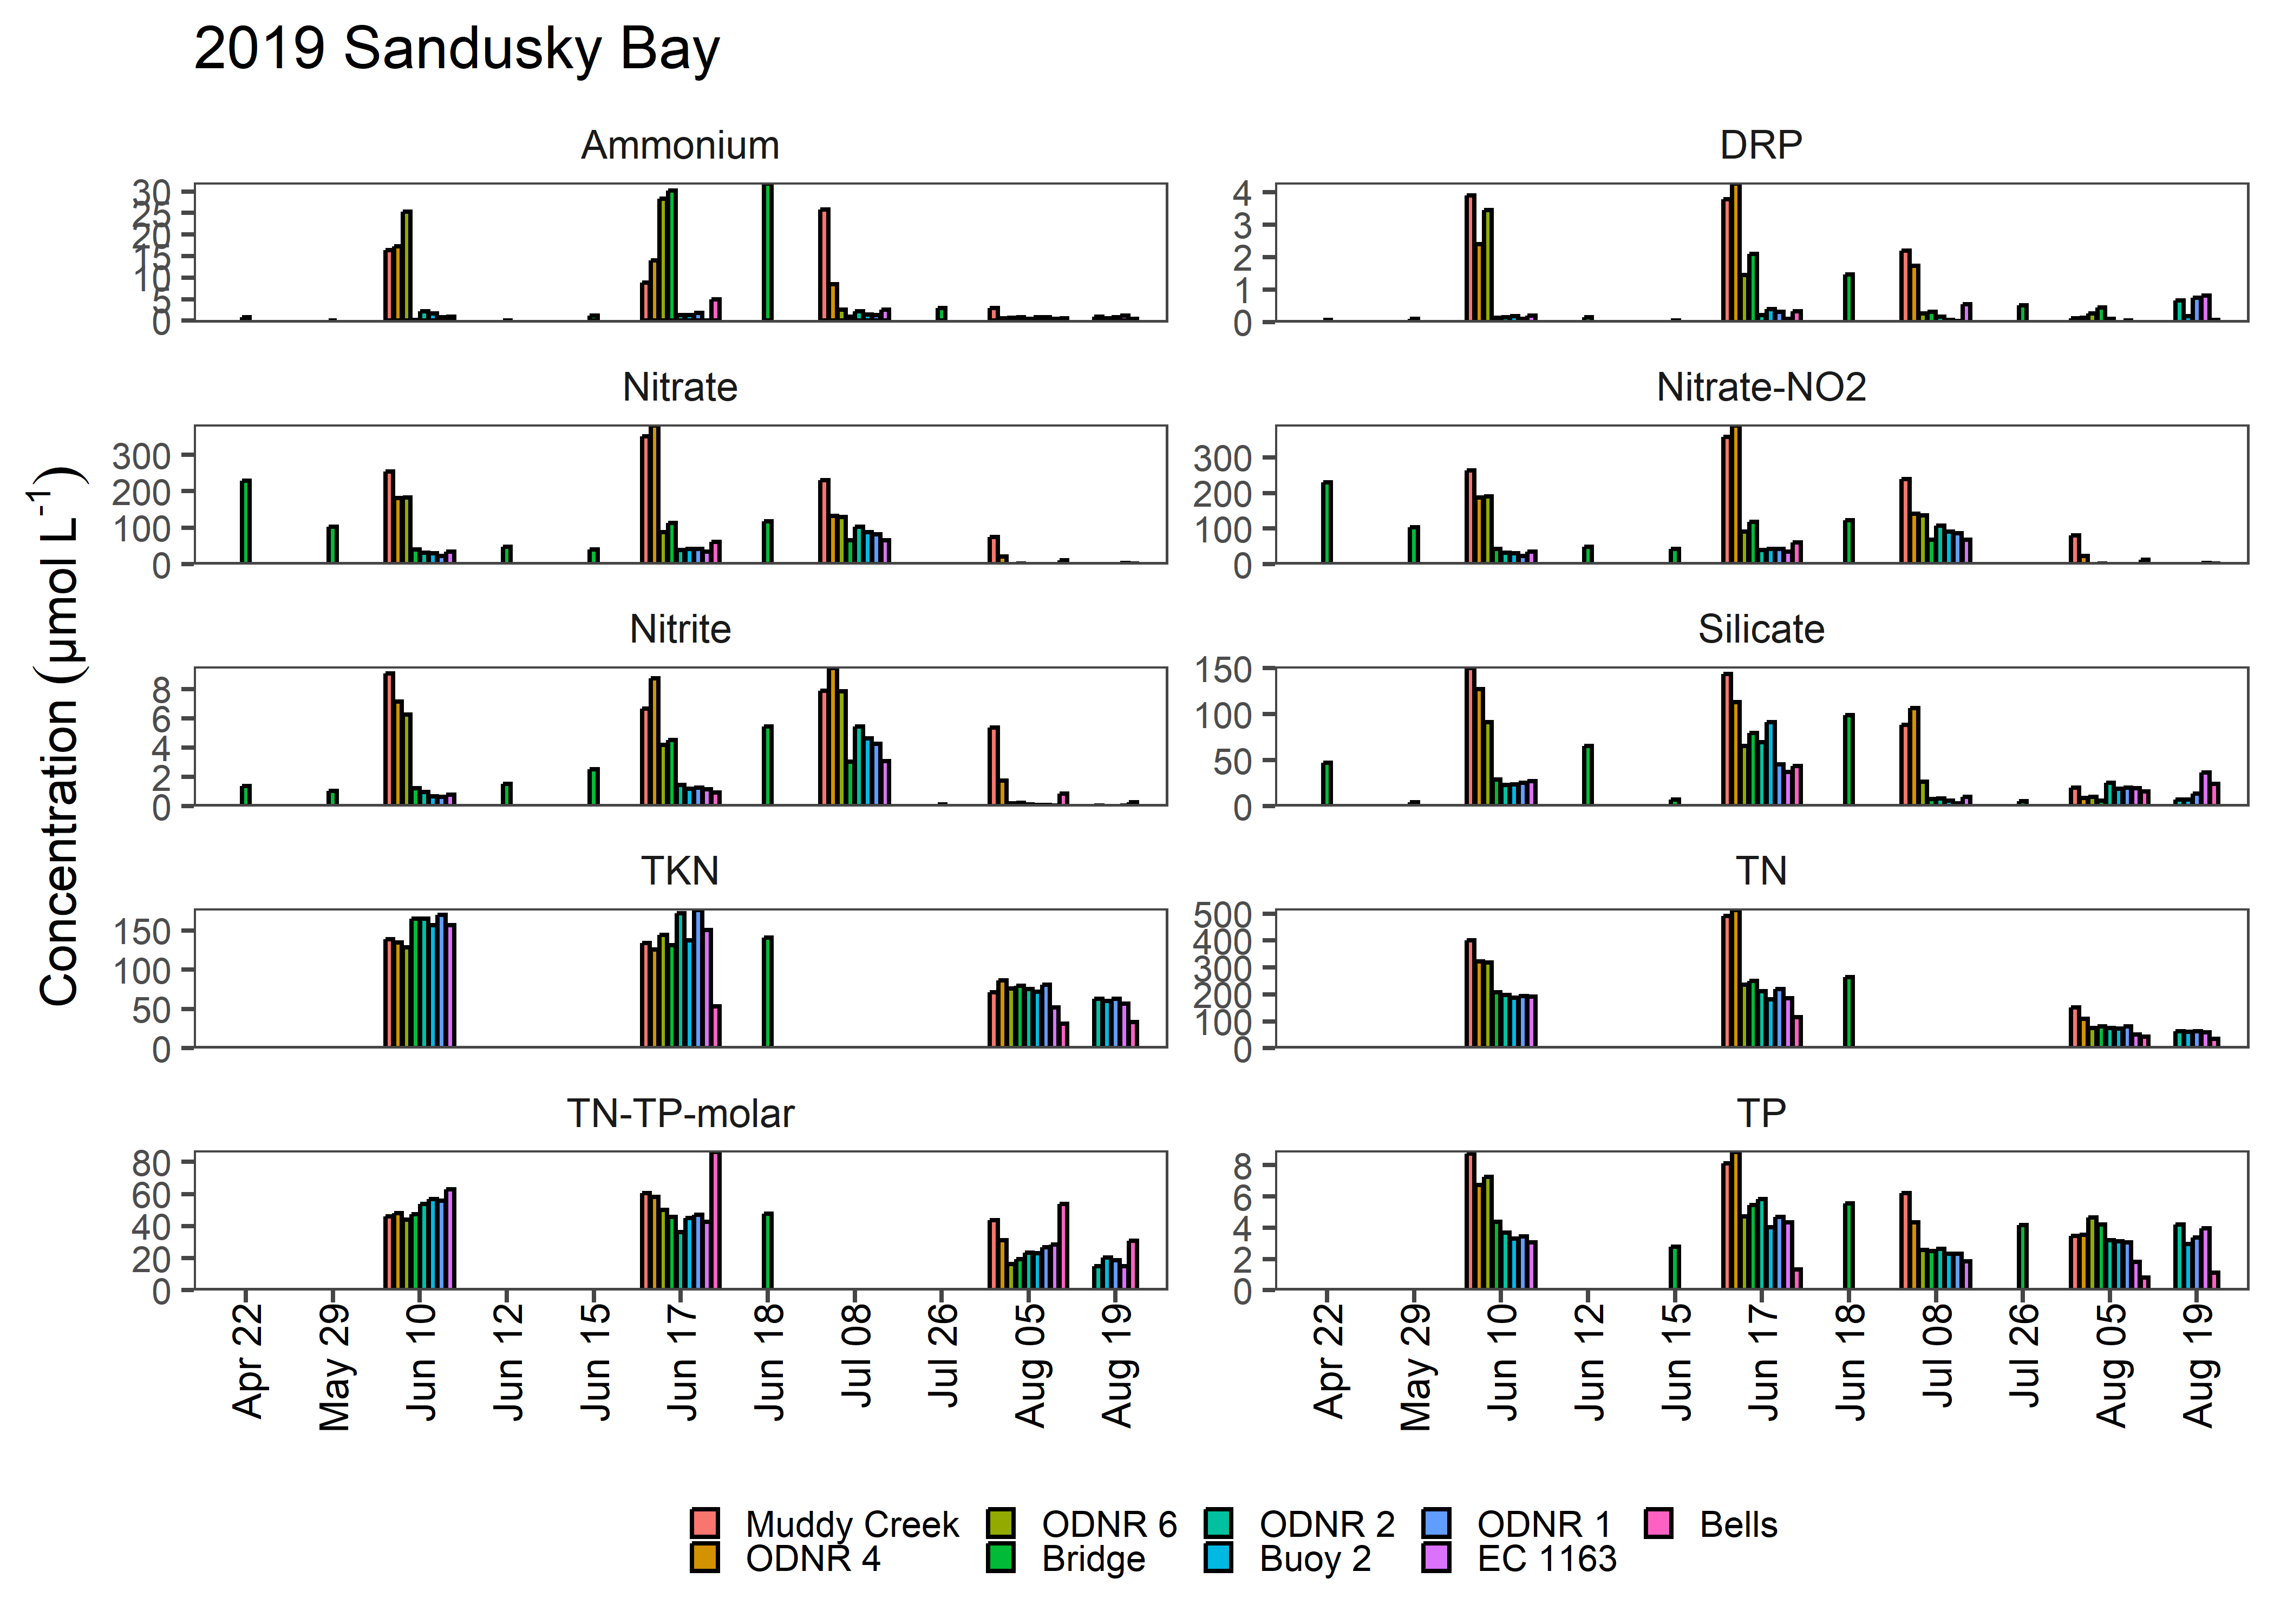 2019 Sandusky Bay
Ammonium
DRP
30
25
20
15
10
5
0
4
3
2
1
0
Nitrate
Nitrate-NO2
300
200
100
0
300
200
100
0
Nitrite
Silicate
8
6
4
2
0
150
100
50
0
TKN
TN
150
100
50
0
500
400
300
200
100
0
TN-TP-molar
TP
80
60
40
20
0
8
6
4
2
0
Concentration (µmol L⁻¹)
Apr 22
May 29
Jun 10
Jun 12
Jun 15
Jun 17
Jun 18
Jul 08
Jul 26
Aug 05
Aug 19
Apr 22
May 29
Jun 10
Jun 12
Jun 15
Jun 17
Jun 18
Jul 08
Jul 26
Aug 05
Aug 19
Muddy Creek ODNR 6 ODNR 2 ODNR 1 Bells
ODNR 4 Bridge Buoy 2 EC 1163